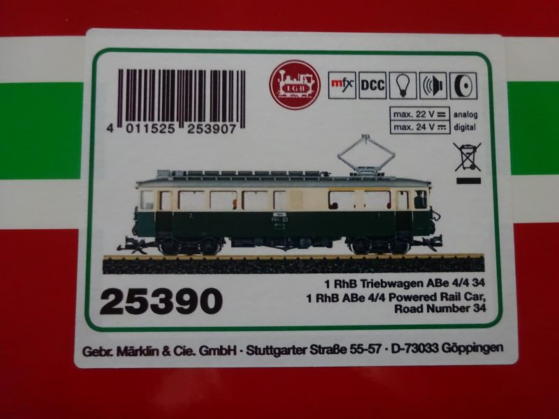 LGB
mfx DCC
4 011525 253907
max. 22 V analog
max. 24 V digital
25390
1 RhB Triebwagen ABe 4/4 34
1 RhB ABe 4/4 Powered Rail Car,
Road Number 34
Gebr. Märklin & Cie. GmbH · Stuttgarter Straße 55-57 · D-73033 Göppingen